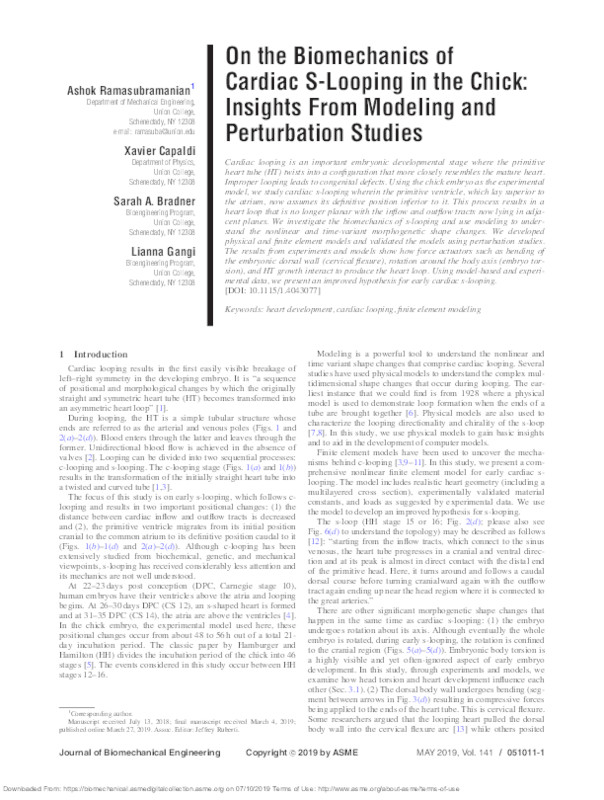 On the Biomechanics of
Cardiac S-Looping in the Chick:
Insights From Modeling and
Perturbation Studies
Ashok Ramasubramanian1
Department of Mechanical Engineering,
Union College,
Schenectady, NY 12308
e-mail: ramasuba@union.edu
Xavier Capaldi
Department of Physics,
Union College,
Schenectady, NY 12308
Sarah A. Bradner
Bioengineering Program,
Union College,
Schenectady, NY 12308
Lianna Gangi
Bioengineering Program,
Union College,
Schenectady, NY 12308
Cardiac looping is an important embryonic developmental stage where the primitive
heart tube (HT) twists into a configuration that more closely resembles the mature heart.
Improper looping leads to congenital defects. Using the chick embryo as the experimental
model, we study cardiac s-looping wherein the primitive ventricle, which lay superior to
the atrium, now assumes its definitive position inferior to it. This process results in a
heart loop that is no longer planar with the inflow and outflow tracts now lying in adja-
cent planes. We investigate the biomechanics of s-looping and use modeling to under-
stand the nonlinear and time-variant morphogenetic shape changes. We developed
physical and finite element models and validated the models using perturbation studies.
The results from experiments and models show how force actuators such as bending of
the embryonic dorsal wall (cervical flexure), rotation around the body axis (embryo tor-
sion), and HT growth interact to produce the heart loop. Using model-based and experi-
mental data, we present an improved hypothesis for early cardiac s-looping.
[DOI: 10.1115/1.4043077]
Keywords: heart development, cardiac looping, finite element modeling
1 Introduction
Cardiac looping results in the first easily visible breakage of
left–right symmetry in the developing embryo. It is “a sequence
of positional and morphological changes by which the originally
straight and symmetric heart tube (HT) becomes transformed into
an asymmetric heart loop” [1].
During looping, the HT is a simple tubular structure whose
ends are referred to as the arterial and venous poles (Figs. 1 and
2(a)–2(d)). Blood enters through the latter and leaves through the
former. Unidirectional blood flow is achieved in the absence of
valves [2]. Looping can be divided into two sequential processes:
c-looping and s-looping. The c-looping stage (Figs. 1(a) and 1(b))
results in the transformation of the initially straight heart tube into
a twisted and curved tube [1,3].
The focus of this study is on early s-looping, which follows c-
looping and results in two important positional changes: (1) the
distance between cardiac inflow and outflow tracts is decreased
and (2), the primitive ventricle migrates from its initial position
cranial to the common atrium to its definitive position caudal to it
(Figs. 1(b)–1(d) and 2(a)–2(d)). Although c-looping has been
extensively studied from biochemical, genetic, and mechanical
viewpoints, s-looping has received considerably less attention and
its mechanics are not well understood.
At 22–23 days post conception (DPC, Carnegie stage 10),
human embryos have their ventricles above the atria and looping
begins. At 26–30 days DPC (CS 12), an s-shaped heart is formed
and at 31–35 DPC (CS 14), the atria are above the ventricles [4].
In the chick embryo, the experimental model used here, these
positional changes occur from about 48 to 56 h out of a total 21-
day incubation period. The classic paper by Hamburger and
Hamilton (HH) divides the incubation period of the chick into 46
stages [5]. The events considered in this study occur between HH
stages 12–16.
1Corresponding author.
Manuscript received July 13, 2018; final manuscript received March 4, 2019;
published online March 27, 2019. Assoc. Editor: Jeffrey Ruberti.
Modeling is a powerful tool to understand the nonlinear and
time variant shape changes that comprise cardiac looping. Several
studies have used physical models to understand the complex mul-
tidimensional shape changes that occur during looping. The ear-
liest instance that we could find is from 1928 where a physical
model is used to demonstrate loop formation when the ends of a
tube are brought together [6]. Physical models are also used to
characterize the looping directionality and chirality of the s-loop
[7,8]. In this study, we use physical models to gain basic insights
and to aid in the development of computer models.
Finite element models have been used to uncover the mecha-
nisms behind c-looping [3,9–11]. In this study, we present a com-
prehensive nonlinear finite element model for early cardiac s-
looping. The model includes realistic heart geometry (including a
multilayered cross section), experimentally validated material
constants, and loads as suggested by experimental data. We use
the model to develop an improved hypothesis for s-looping.
The s-loop (HH stage 15 or 16; Fig. 2(d); please also see
Fig. 6(d) to understand the topology) may be described as follows
[12]: “starting from the inflow tracts, which connect to the sinus
venosus, the heart tube progresses in a cranial and ventral direc-
tion and at its peak is almost in direct contact with the distal end
of the primitive head. Here, it turns around and follows a caudal
dorsal course before turning cranialward again with the outflow
tract again ending up near the head region where it is connected to
the great arteries.”
There are other significant morphogenetic shape changes that
happen in the same time as cardiac s-looping: (1) the embryo
undergoes rotation about its axis. Although eventually the whole
embryo is rotated, during early s-looping, the rotation is confined
to the cranial region (Figs. 5(a)–5(d)). Embryonic body torsion is
a highly visible and yet often-ignored aspect of early embryo
development. In this study, through experiments and models, we
examine how head torsion and heart development influence each
other (Sec. 3.1). (2) The dorsal body wall undergoes bending (seg-
ment between arrows in Fig. 3(d)) resulting in compressive forces
being applied to the ends of the heart tube. This is cervical flexure.
Some researchers argued that the looping heart pulled the dorsal
body wall into the cervical flexure arc [13] while others posited
Journal of Biomechanical Engineering
Copyright © 2019 by ASME
MAY 2019, Vol. 141 / 051011-1
Downloaded From: https://biomechanical.asmedigitalcollection.asme.org on 07/10/2019 Terms of Use: http://www.asme.org/about-asme/terms-of-use